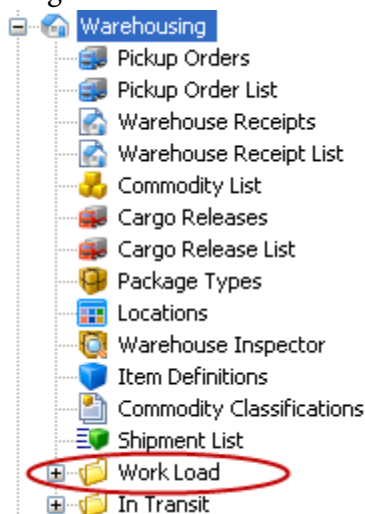 Warehousing
Pickup Orders
Pickup Order List
Warehouse Receipts
Warehouse Receipt List
Commodity List
Cargo Releases
Cargo Release List
Package Types
Locations
Warehouse Inspector
Item Definitions
Commodity Classifications
Shipment List
Work Load
In Transit